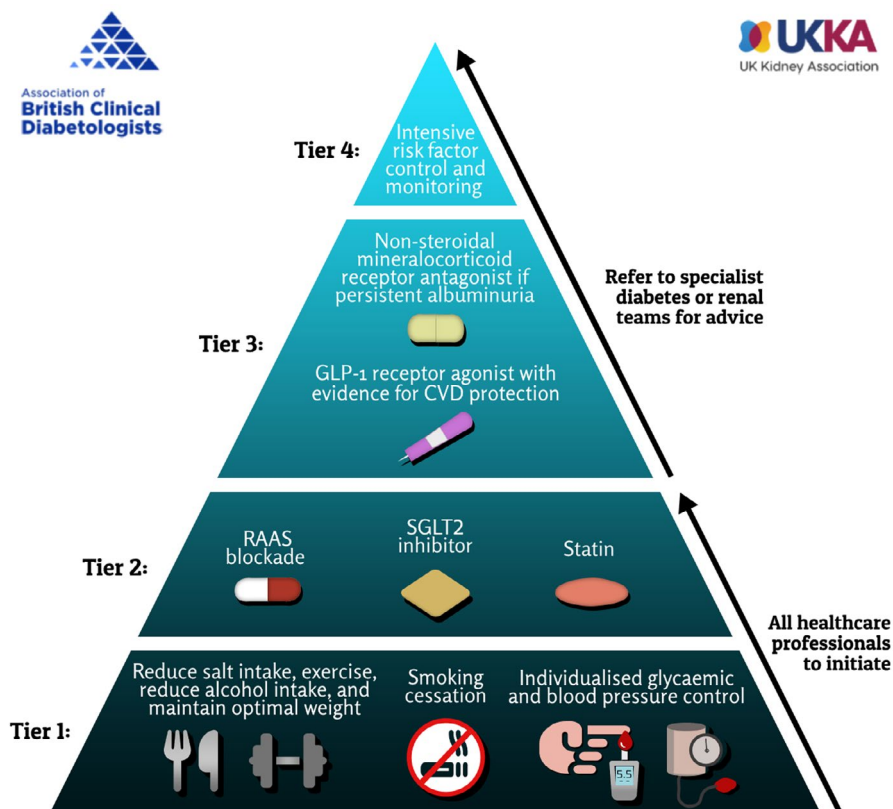 Association of
British Clinical
Diabetologists
UKKA
UK Kidney Association
Tier 4:
Intensive
risk factor
control and
monitoring
Tier 3:
Non-steroidal
mineralocorticoid
receptor antagonist if
persistent albuminuria
GLP-1 receptor agonist with
evidence for CVD protection
Refer to specialist
diabetes or renal
teams for advice
Tier 2:
RAAS
blockade
SGLT2
inhibitor
Statin
All healthcare
professionals
to initiate
Tier 1:
Reduce salt intake, exercise,
reduce alcohol intake, and
maintain optimal weight
Smoking
cessation
Individualised glycaemic
and blood pressure control
5.5